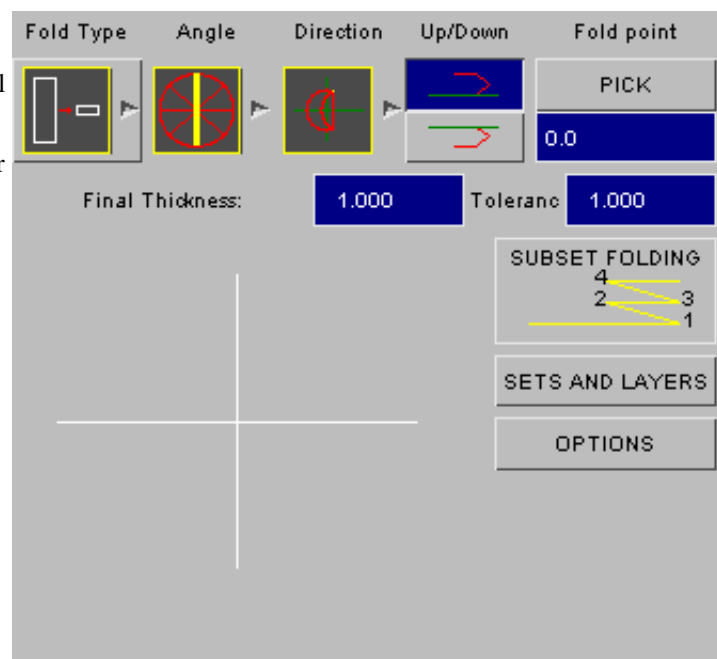 Fold Type Angle Direction Up/Down Fold point
l
PICK
0.0
r
Final Thickness: 1.000 Toleranc 1.000
SUBSET FOLDING
4
2 3
1
SETS AND LAYERS
OPTIONS